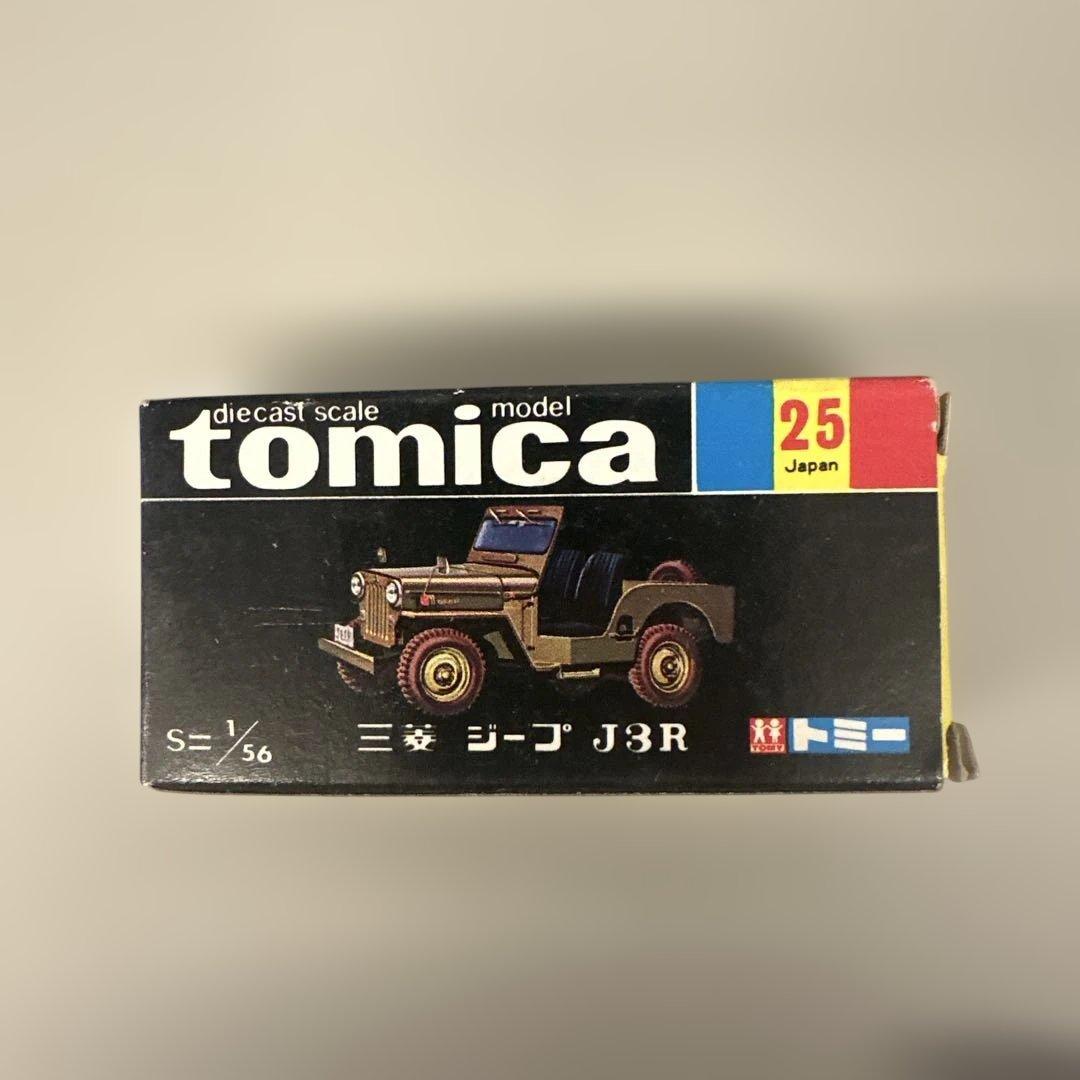 diecast scale model
tomica
25
Japan
S=1/56
三菱 ジープ J3R
TOMY
トミー